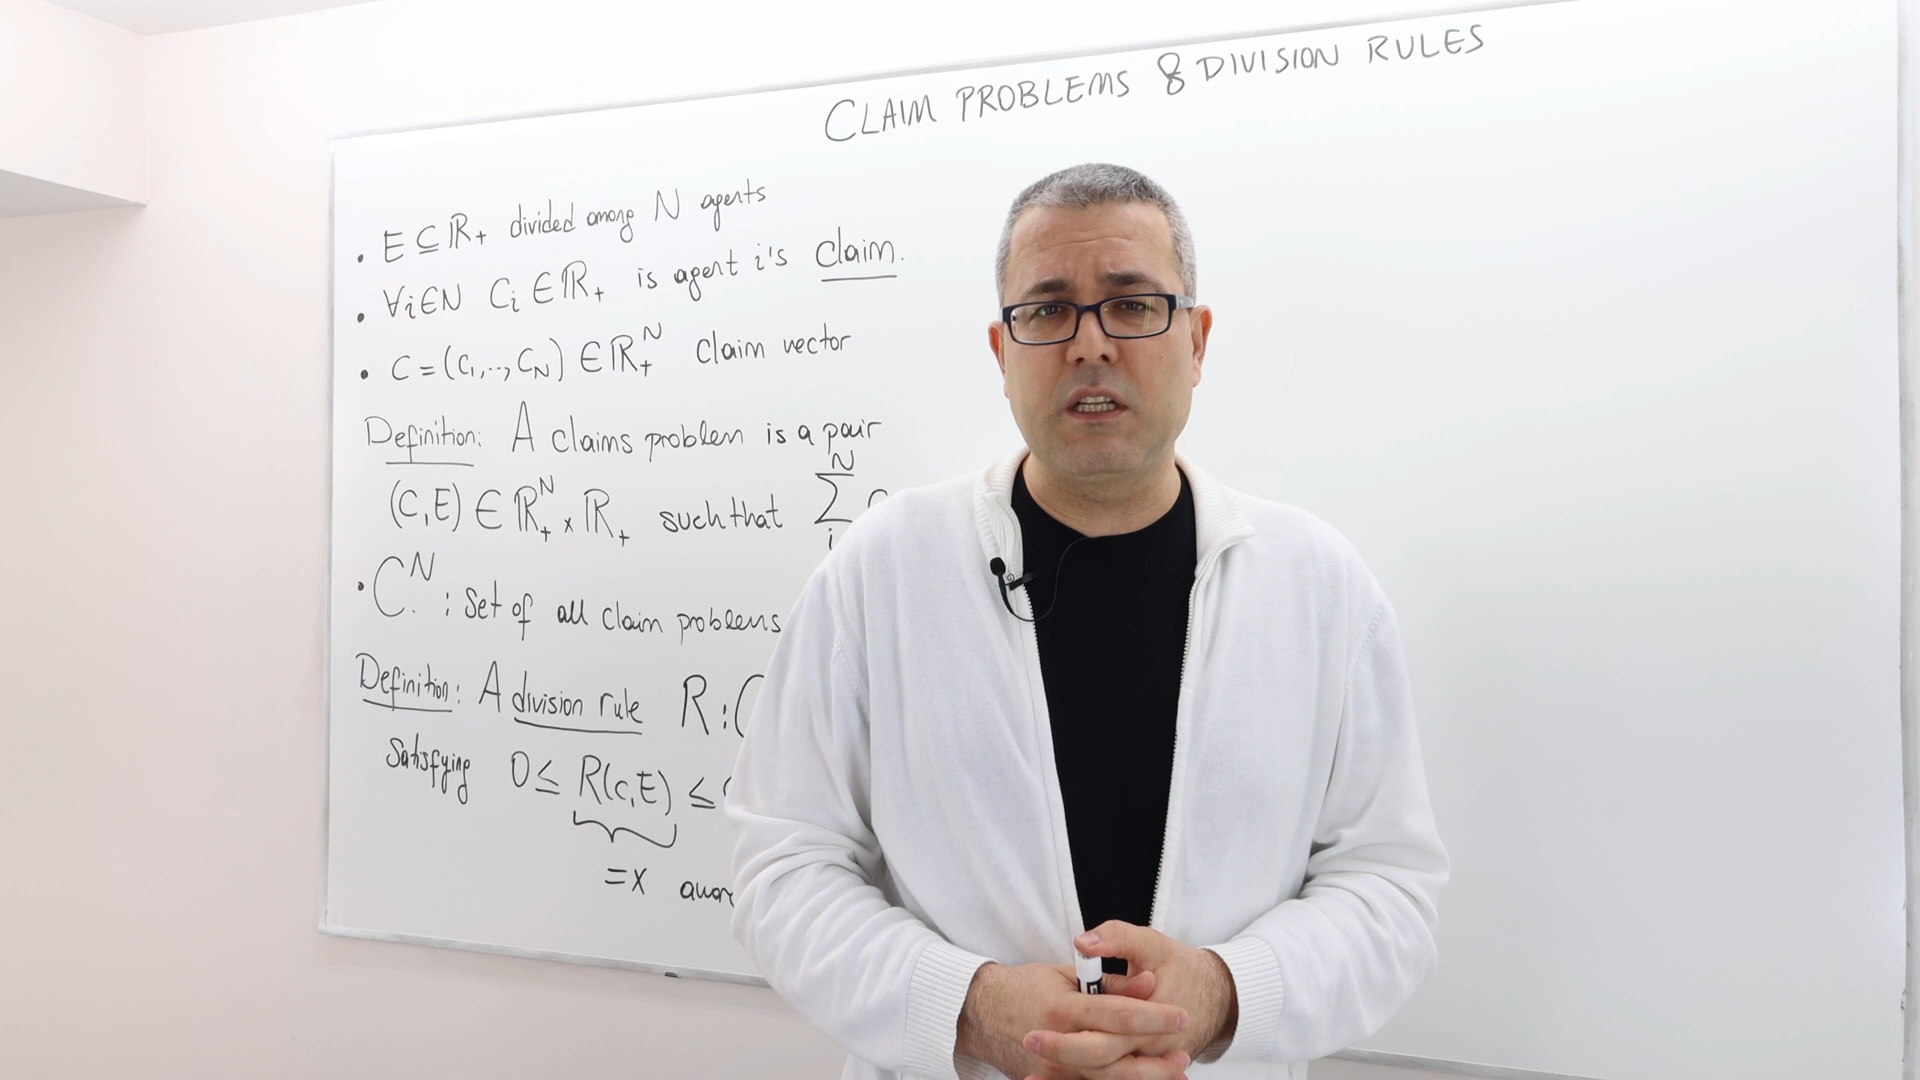 CLAIM PROBLEMS & DIVISION RULES
• E ⊆ ℝ₊ divided among N agents
• ∀i∈N Cᵢ ∈ ℝ₊ is agent i's claim.
• C = (C₁,..,C_N) ∈ ℝ₊ᴺ claim vector
Definition: A claims problem is a pair
(C,E) ∈ ℝ₊ᴺ × ℝ₊ such that ∑ᴺ
• Cᴺ : set of all claim problems
Definition: A division rule R :
Satisfying 0 ≤ R(c,E) ≤
= x